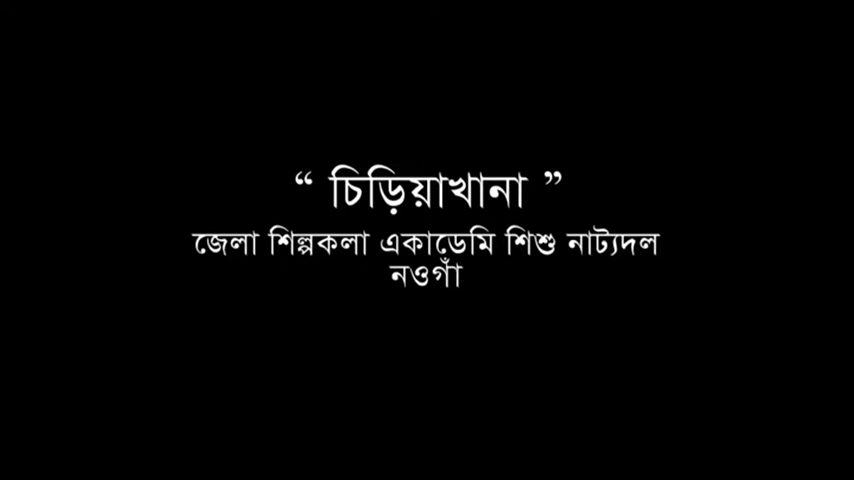 “ চিড়িয়াখানা ”
জেলা শিল্পকলা একাডেমি শিশু নাট্যদল
নওগাঁ